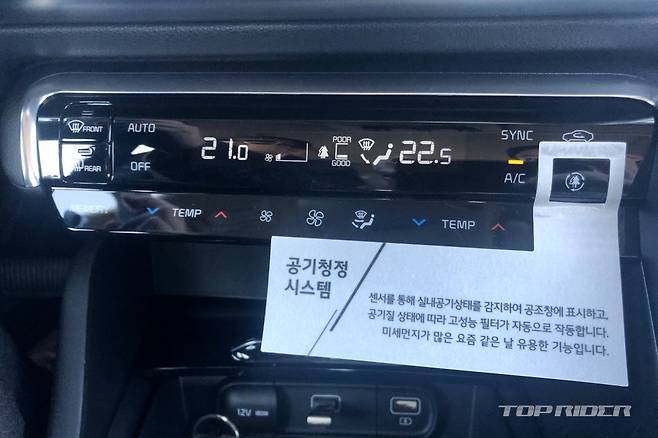 FRONT
REAR
AUTO
OFF
21.0
POOR
GOOD
22.5
SYNC
A/C
TEMP
TEMP
공기청정
시스템
센서를 통해 실내공기상태를 감지하여 공조창에 표시하고,
공기질 상태에 따라 고성능 필터가 자동으로 작동합니다.
미세먼지가 많은 요즘 같은 날 유용한 기능입니다.
12V 180W
TOPRIDER